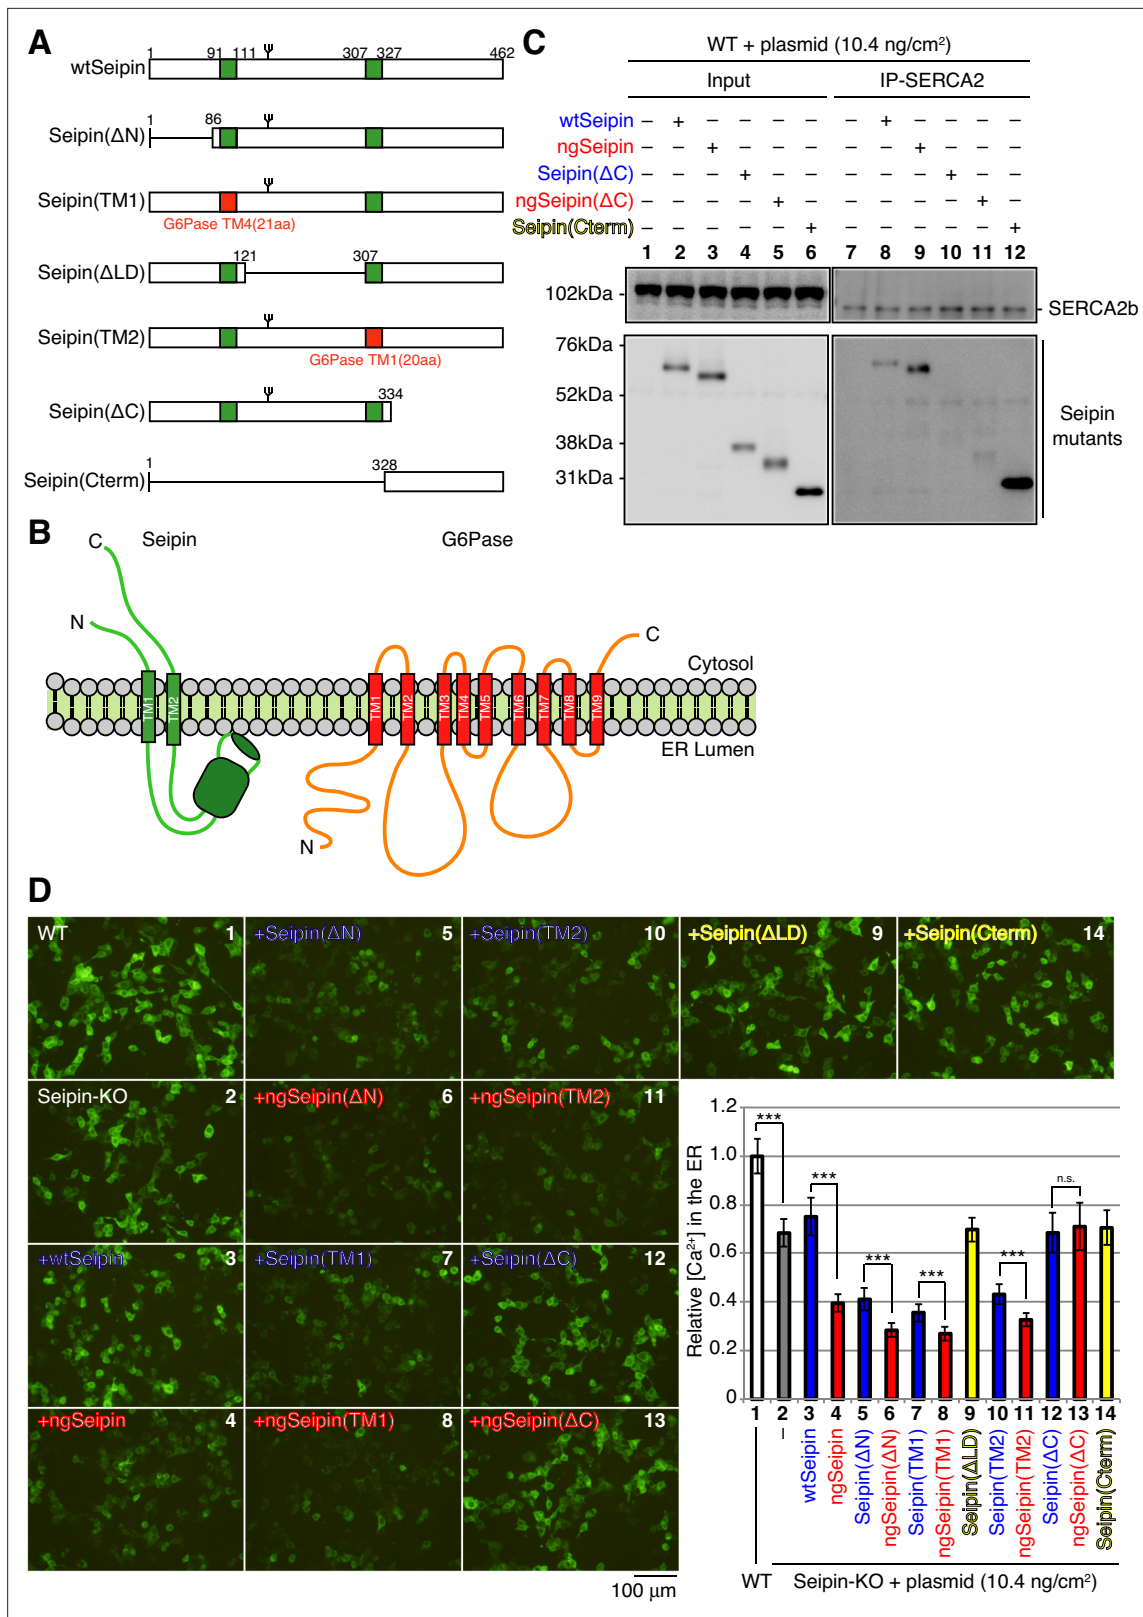 A
1 91 111 Ψ 307 327 462
wtSeipin
1 86 Ψ
Seipin(ΔN)
Ψ
Seipin(TM1)
G6Pase TM4(21aa)
121 307
Seipin(ΔLD)
Ψ
Seipin(TM2)
G6Pase TM1(20aa)
Ψ 334
Seipin(ΔC)
1 328
Seipin(Cterm)
B
C Seipin G6Pase
N
C
Cytosol
TM1 TM2 TM1 TM2 TM3 TM4 TM5 TM6 TM7 TM8 TM9
ER Lumen
N
C
WT + plasmid (10.4 ng/cm²)
Input IP-SERCA2
wtSeipin – + – – – – – + – – – –
ngSeipin – – + – – – – – + – – –
Seipin(ΔC) – – – + – – – – – + – –
ngSeipin(ΔC) – – – – + – – – – – + –
Seipin(Cterm) – – – – – + – – – – – +
1 2 3 4 5 6 7 8 9 10 11 12
102kDa - - SERCA2b
76kDa -
52kDa -
38kDa -
31kDa -
Seipin
mutants
D
WT 1
+Seipin(ΔN) 5
+Seipin(TM2) 10
+Seipin(ΔLD) 9
+Seipin(Cterm) 14
Seipin-KO 2
+ngSeipin(ΔN) 6
+ngSeipin(TM2) 11
+wtSeipin 3
+Seipin(TM1) 7
+Seipin(ΔC) 12
+ngSeipin 4
+ngSeipin(TM1) 8
+ngSeipin(ΔC) 13
100 μm
Relative [Ca²⁺] in the ER
1.2
1.0
0.8
0.6
0.4
0.2
0
***
***
***
***
***
n.s.
1 2 3 4 5 6 7 8 9 10 11 12 13 14
–
wtSeipin
ngSeipin
Seipin(ΔN)
ngSeipin(ΔN)
Seipin(TM1)
ngSeipin(TM1)
Seipin(ΔLD)
Seipin(TM2)
ngSeipin(TM2)
Seipin(ΔC)
ngSeipin(ΔC)
Seipin(Cterm)
WT Seipin-KO + plasmid (10.4 ng/cm²)